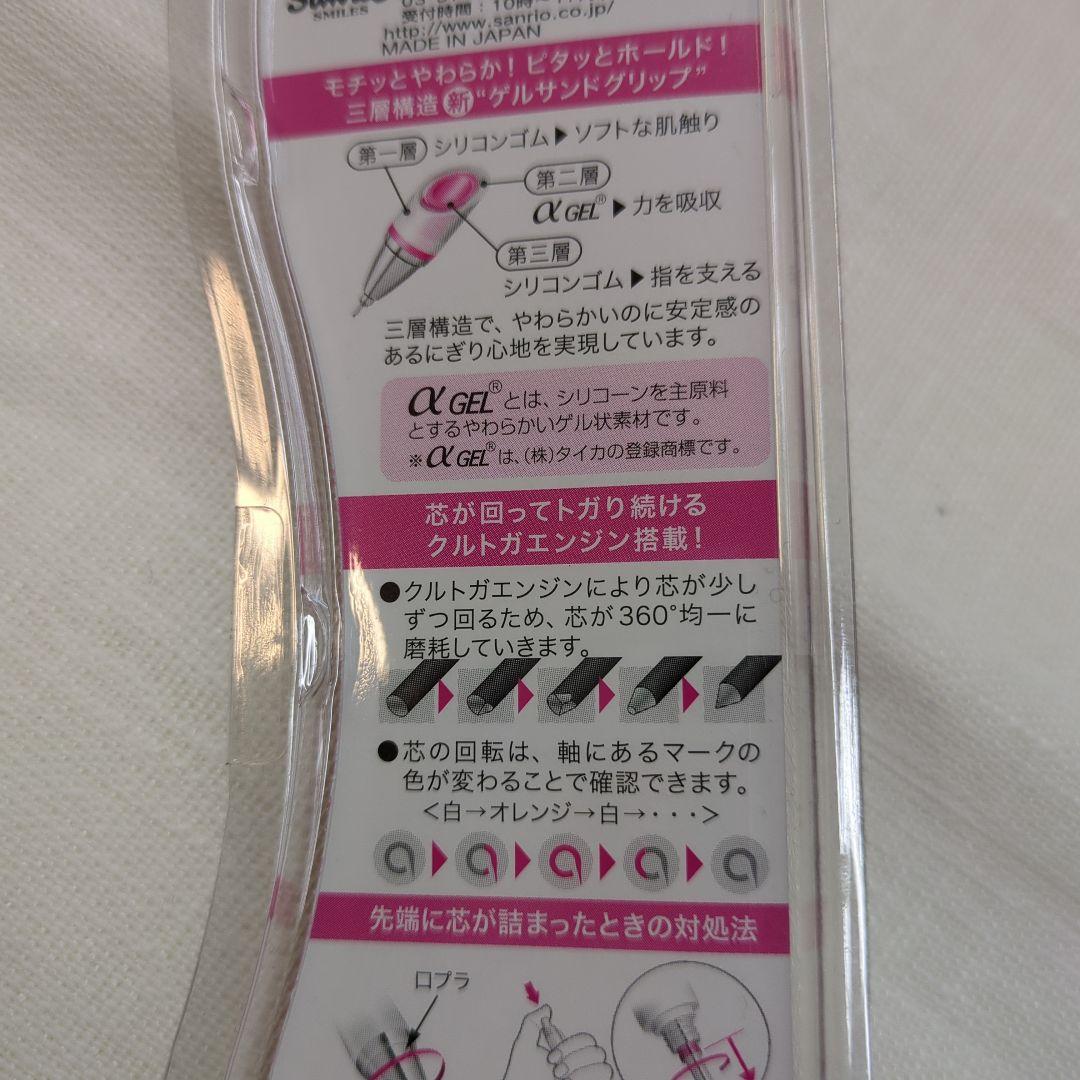 SMILES
受付時間:10時〜
http://www.sanrio.co.jp/
MADE IN JAPAN
モチッとやわらか!ピタッとホールド!
三層構造 新 “ゲルサンドグリップ”
第一層 シリコンゴム▶ソフトな肌触り
第二層
α GEL®▶力を吸収
第三層
シリコンゴム▶指を支える
三層構造で、やわらかいのに安定感の
あるにぎり心地を実現しています。
α GEL®とは、シリコーンを主原料
とするやわらかいゲル状素材です。
※α GEL®は、(株)タイカの登録商標です。
芯が回ってトガり続ける
クルトガエンジン搭載!
●クルトガエンジンにより芯が少し
ずつ回るため、芯が360°均一に
磨耗していきます。
●芯の回転は、軸にあるマークの
色が変わることで確認できます。
<白→オレンジ→白→・・・>
先端に芯が詰まったときの対処法
口プラ